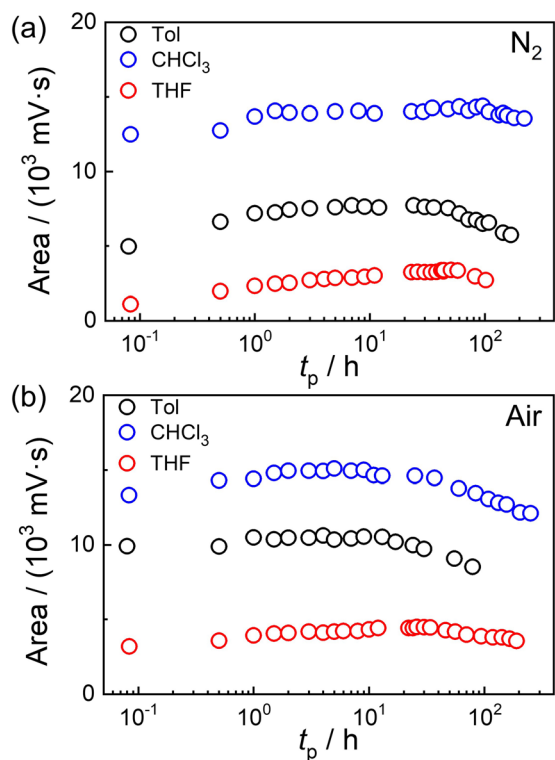 (a)
20
Tol
N₂
CHCl₃
THF
10
0
Area / (10³ mV·s)
10⁻¹ 10⁰ 10¹ 10²
tₚ / h
(b)
20
Tol
Air
CHCl₃
THF
10
0
Area / (10³ mV·s)
10⁻¹ 10⁰ 10¹ 10²
tₚ / h